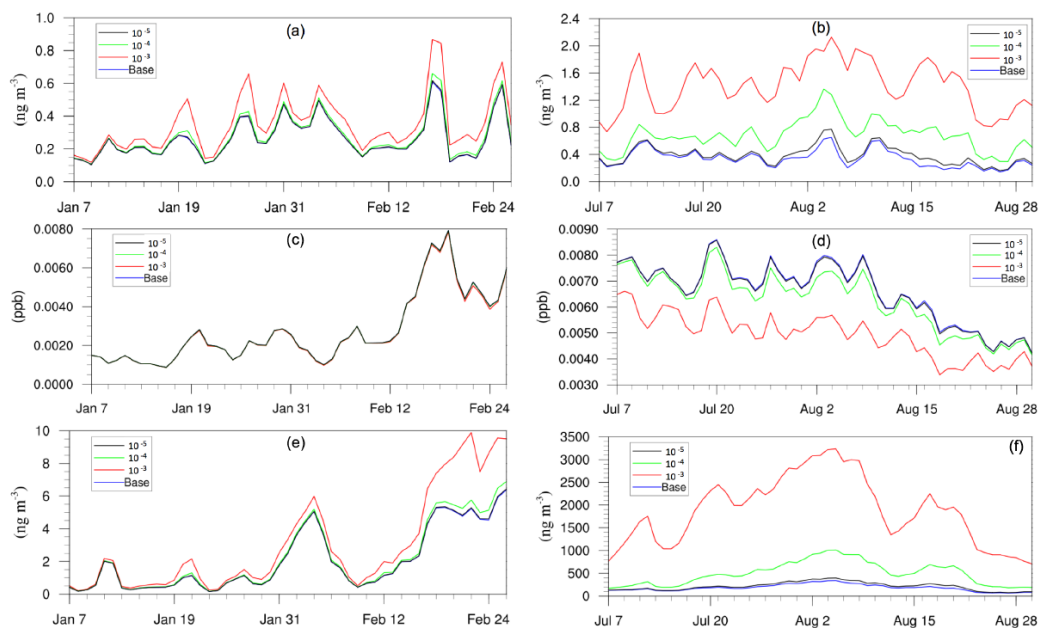 (a)
1.0
0.8
0.6
0.4
0.2
0.0
(ng m⁻³)
10⁻⁵
10⁻⁴
10⁻³
Base
Jan 7 Jan 19 Jan 31 Feb 12 Feb 24
(b)
2.4
2.0
1.6
1.2
0.8
0.4
0.0
(ng m⁻³)
10⁻⁵
10⁻⁴
10⁻³
Base
Jul 7 Jul 20 Aug 2 Aug 15 Aug 28
(c)
0.0080
0.0060
0.0040
0.0020
0.0000
(ppb)
10⁻⁵
10⁻⁴
10⁻³
Base
Jan 7 Jan 19 Jan 31 Feb 12 Feb 24
(d)
0.0090
0.0080
0.0070
0.0060
0.0050
0.0040
0.0030
(ppb)
10⁻⁵
10⁻⁴
10⁻³
Base
Jul 7 Jul 20 Aug 2 Aug 15 Aug 28
(e)
10
8
6
4
2
0
(ng m⁻³)
10⁻⁵
10⁻⁴
10⁻³
Base
Jan 7 Jan 19 Jan 31 Feb 12 Feb 24
(f)
3500
3000
2500
2000
1500
1000
500
0
(ng m⁻³)
10⁻⁵
10⁻⁴
10⁻³
Base
Jul 7 Jul 20 Aug 2 Aug 15 Aug 28